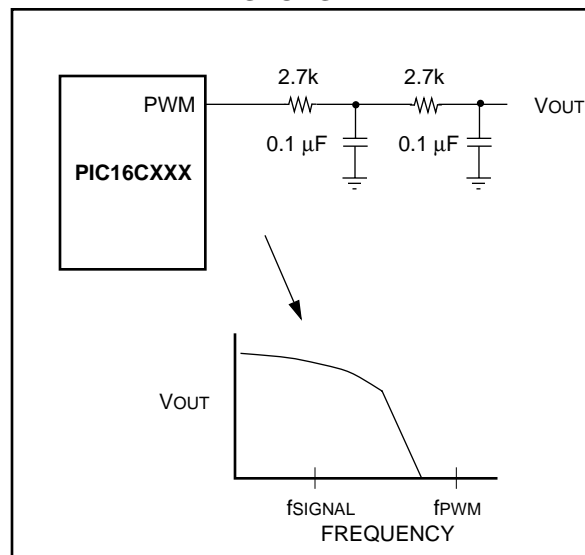 2.7k 2.7k
PWM
VOUT
0.1 μF 0.1 μF
PIC16CXXX
VOUT
fSIGNAL fPWM
FREQUENCY